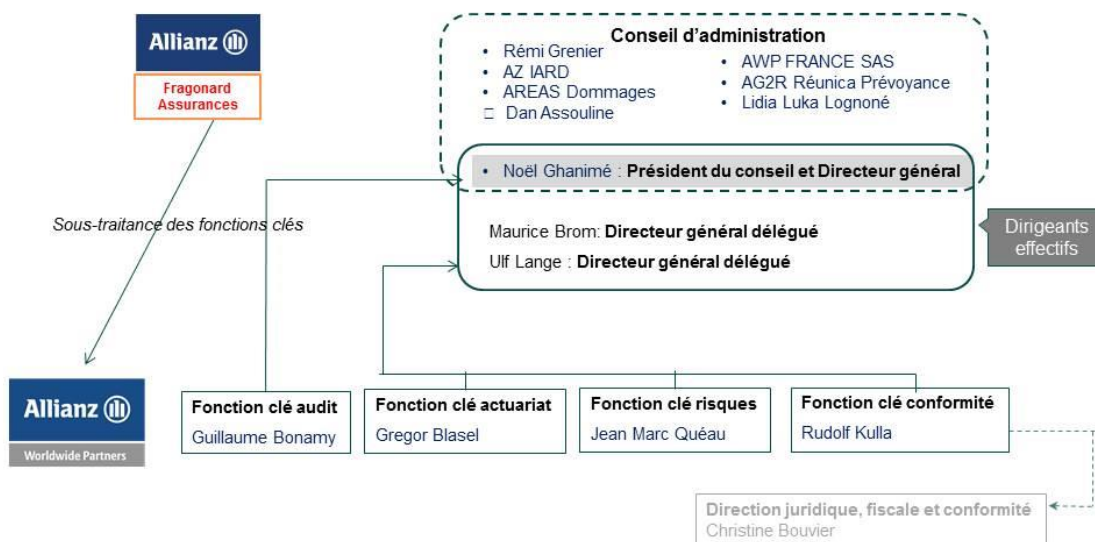 Allianz
Fragonard
Assurances
Conseil d'administration
• Rémi Grenier
• AZ IARD
• AREAS Dommages
□ Dan Assouline
• AWP FRANCE SAS
• AG2R Réunica Prévoyance
• Lidia Luka Lognoné
• Noël Ghanimé : Président du conseil et Directeur général
Sous-traitance des fonctions clés
Maurice Brom: Directeur général délégué
Ulf Lange : Directeur général délégué
Dirigeants
effectifs
Allianz
Worldwide Partners
Fonction clé audit
Guillaume Bonamy
Fonction clé actuariat
Gregor Blasel
Fonction clé risques
Jean Marc Quéau
Fonction clé conformité
Rudolf Kulla
Direction juridique, fiscale et conformité
Christine Bouvier